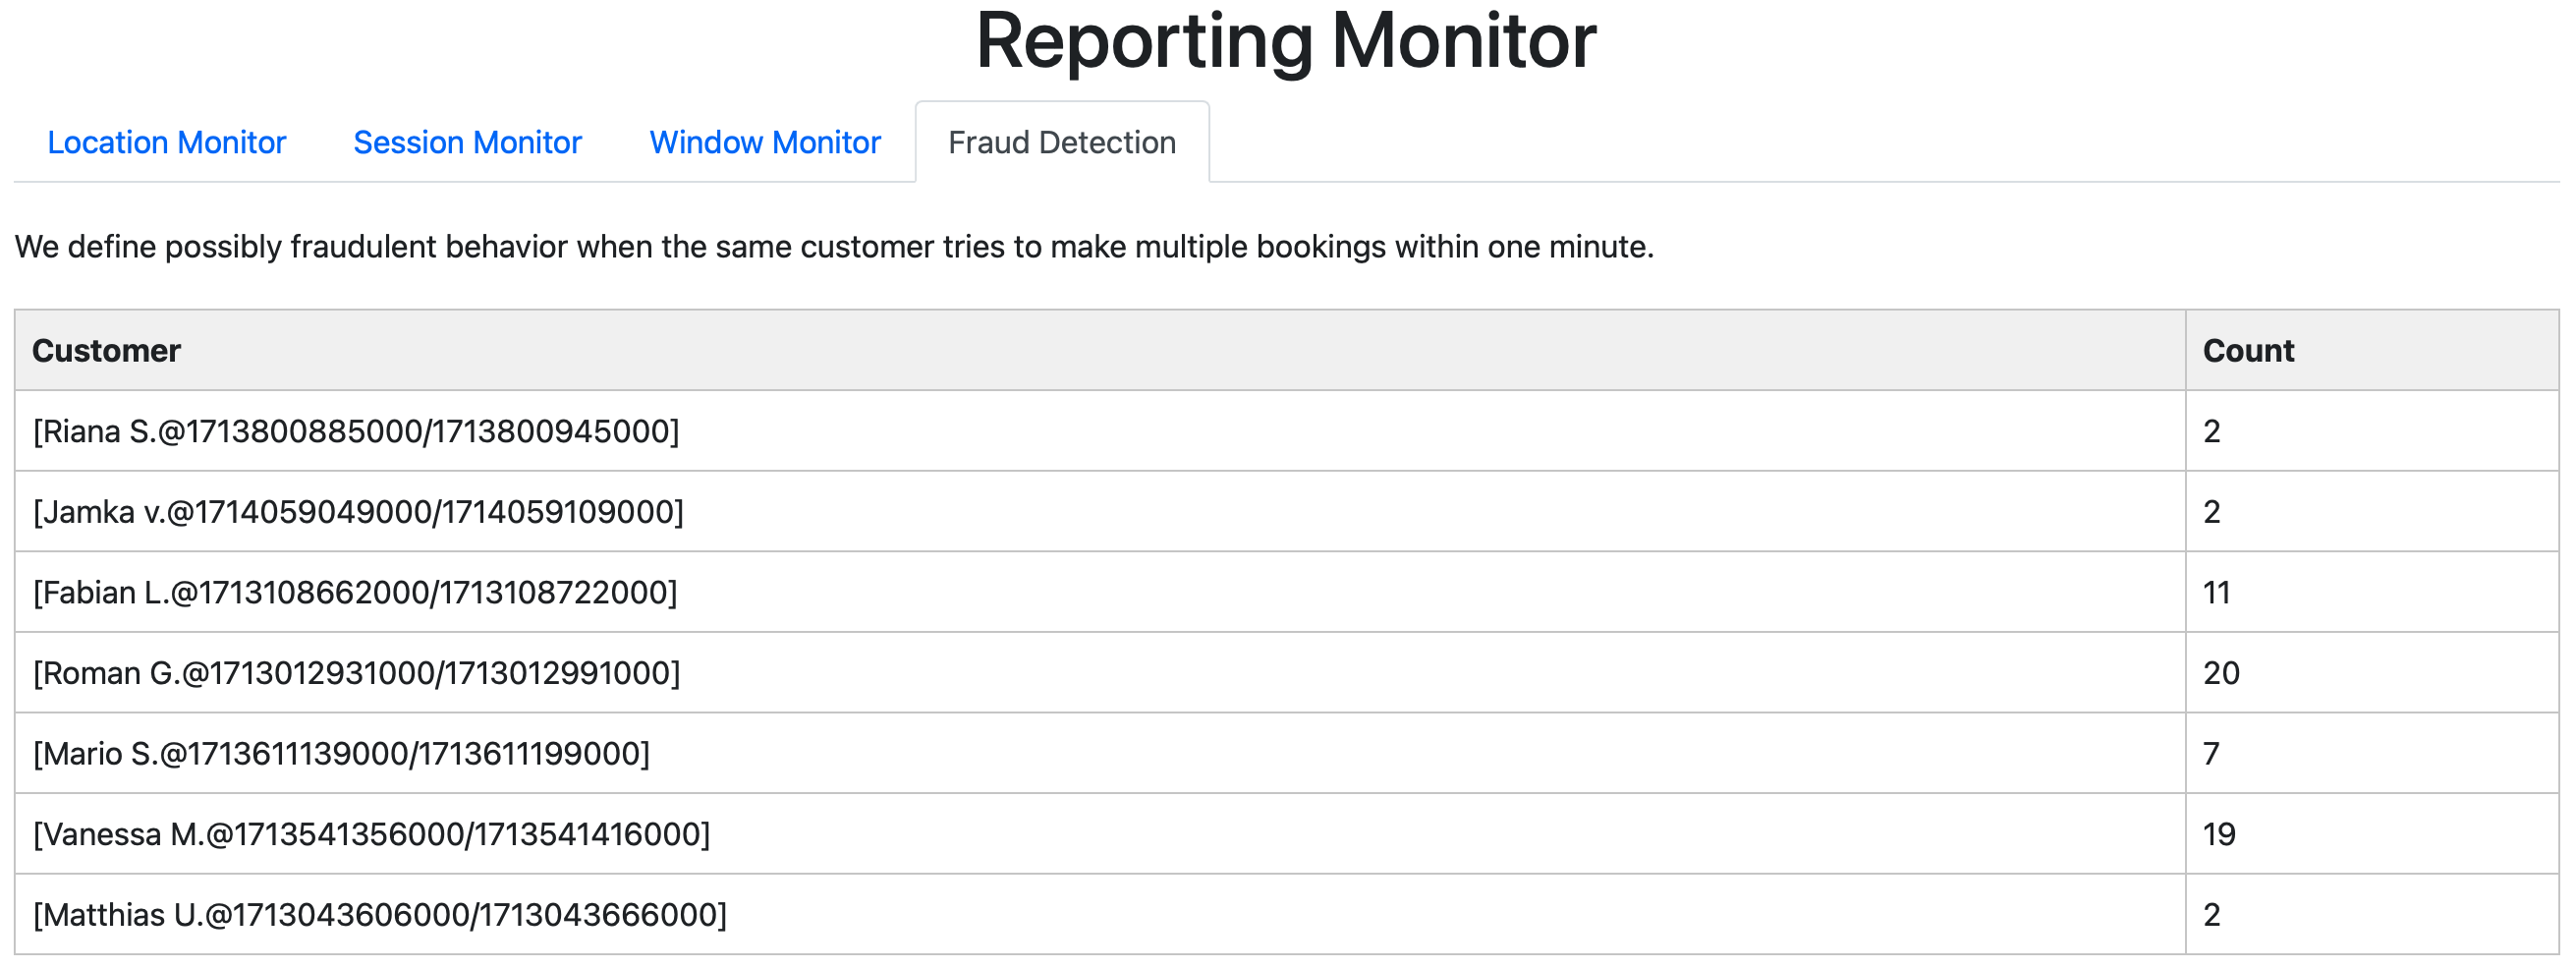 Reporting Monitor
Location Monitor Session Monitor Window Monitor Fraud Detection
We define possibly fraudulent behavior when the same customer tries to make multiple bookings within one minute.
Customer Count
[Riana S.@1713800885000/1713800945000] 2
[Jamka v.@1714059049000/1714059109000] 2
[Fabian L.@1713108662000/1713108722000] 11
[Roman G.@1713012931000/1713012991000] 20
[Mario S.@1713611139000/1713611199000] 7
[Vanessa M.@1713541356000/1713541416000] 19
[Matthias U.@1713043606000/1713043666000] 2